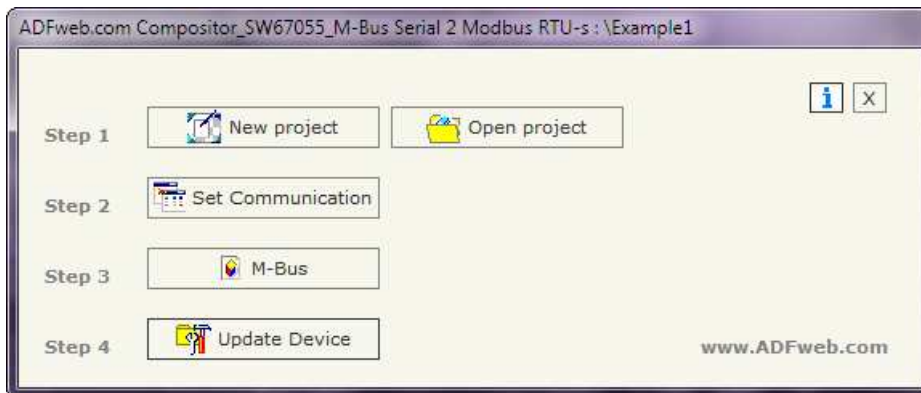 ADFweb.com Compositor_SW67055_M-Bus Serial 2 Modbus RTU-s : \Example1
i X
Step 1 New project Open project
Step 2 Set Communication
Step 3 M-Bus
Step 4 Update Device www.ADFweb.com